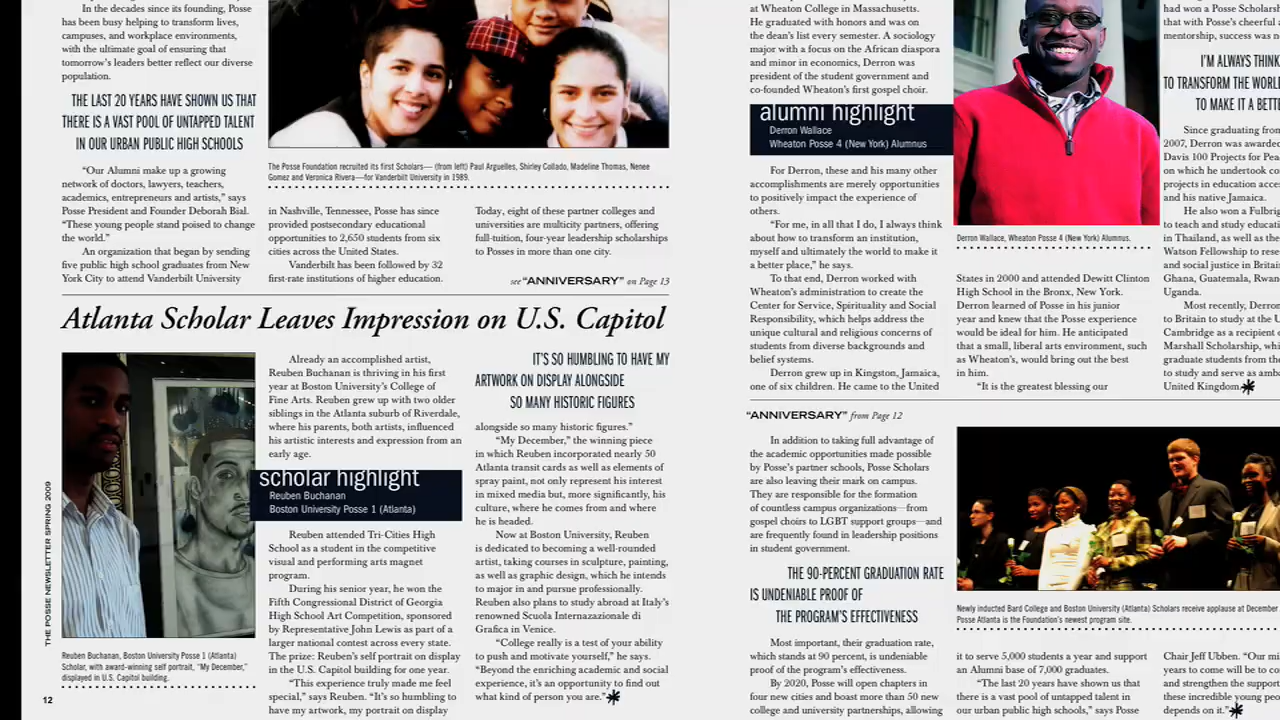 In the decades since its founding, Posse
has been busy helping to transform lives,
campuses, and workplace environments,
with the ultimate goal of ensuring that
tomorrow's leaders better reflect our diverse
population.
THE LAST 20 YEARS HAVE SHOWN US THAT
THERE IS A VAST POOL OF UNTAPPED TALENT
IN OUR URBAN PUBLIC HIGH SCHOOLS
"Our Alumni make up a growing
network of doctors, lawyers, teachers,
academics, entrepreneurs and artists," says
Posse President and Founder Deborah Bial.
"These young people stand poised to change
the world."
An organization that began by sending
five public high school graduates from New
York City to attend Vanderbilt University
The Posse Foundation recruited its first Scholars— (from left) Paul Arguelles, Shirley Collado, Madeline Thomas, Nenee
Gomez and Veronica Rivera—for Vanderbilt University in 1989.
in Nashville, Tennessee, Posse has since
provided postsecondary educational
opportunities to 2,650 students from six
cities across the United States.
Vanderbilt has been followed by 32
first-rate institutions of higher education.
Today, eight of these partner colleges and
universities are multicity partners, offering
full-tuition, four-year leadership scholarships
to Posses in more than one city.
see "ANNIVERSARY" on Page 13
Atlanta Scholar Leaves Impression on U.S. Capitol
Reuben Buchanan, Boston University Posse 1 (Atlanta)
Scholar, with award-winning self portrait, "My December,"
displayed in U.S. Capitol building.
Already an accomplished artist,
Reuben Buchanan is thriving in his first
year at Boston University's College of
Fine Arts. Reuben grew up with two older
siblings in the Atlanta suburb of Riverdale,
where his parents, both artists, influenced
his artistic interests and expression from an
early age.
scholar highlight
Reuben Buchanan
Boston University Posse 1 (Atlanta)
Reuben attended Tri-Cities High
School as a student in the competitive
visual and performing arts magnet
program.
During his senior year, he won the
Fifth Congressional District of Georgia
High School Art Competition, sponsored
by Representative John Lewis as part of a
larger national contest across every state.
The prize: Reuben's self portrait on display
in the U.S. Capitol building for one year.
"This experience truly made me feel
special," says Reuben. "It's so humbling to
have my artwork, my portrait on display
IT'S SO HUMBLING TO HAVE MY
ARTWORK ON DISPLAY ALONGSIDE
SO MANY HISTORIC FIGURES
alongside so many historic figures."
"My December," the winning piece
in which Reuben incorporated nearly 50
Atlanta transit cards as well as elements of
spray paint, not only represent his interest
in mixed media but, more significantly, his
culture, where he comes from and where
he is headed.
Now at Boston University, Reuben
is dedicated to becoming a well-rounded
artist, taking courses in sculpture, painting,
as well as graphic design, which he intends
to major in and pursue professionally.
Reuben also plans to study abroad at Italy's
renowned Scuola Internazionale di
Grafica in Venice.
"College really is a test of your ability
to push and motivate yourself," he says.
"Beyond the enriching academic and social
experience, it's an opportunity to find out
what kind of person you are."
THE POSSE NEWSLETTER SPRING 2009
12
at Wheaton College in Massachusetts.
He graduated with honors and was on
the dean's list every semester. A sociology
major with a focus on the African diaspora
and minor in economics, Derron was
president of the student government and
co-founded Wheaton's first gospel choir.
alumni highlight
Derron Wallace
Wheaton Posse 4 (New York) Alumnus
For Derron, these and his many other
accomplishments are merely opportunities
to positively impact the experience of
others.
"For me, in all that I do, I always think
about how to transform an institution,
myself and ultimately the world to make it
a better place," he says.
To that end, Derron worked with
Wheaton's administration to create the
Center for Service, Spirituality and Social
Responsibility, which helps address the
unique cultural and religious concerns of
students from diverse backgrounds and
belief systems.
Derron grew up in Kingston, Jamaica,
one of six children. He came to the United
Derron Wallace, Wheaton Posse 4 (New York) Alumnus.
States in 2000 and attended Dewitt Clinton
High School in the Bronx, New York.
Derron learned of Posse in his junior
year and knew that the Posse experience
would be ideal for him. He anticipated
that a small, liberal arts environment, such
as Wheaton's, would bring out the best
in him.
"It is the greatest blessing our
had won a Posse Scholar
that with Posse's cheerful
mentorship, success was
I'M ALWAYS THINK
TO TRANSFORM THE WORL
TO MAKE IT A BETT
Since graduating from
2007, Derron was awarde
Davis 100 Projects for Pea
on which he undertook co
projects in education acce
and his native Jamaica.
He also won a Fulbrig
to teach and study educati
in Thailand, as well as the
Watson Fellowship to rese
and social justice in Britain
Ghana, Guatemala, Rwan
Uganda.
Most recently, Derron
to Britain to study at the U
Cambridge as a recipient o
Marshall Scholarship, whi
graduate students from the
to study and serve as amba
United Kingdom.
"ANNIVERSARY" from Page 12
In addition to taking full advantage of
the academic opportunities made possible
by Posse's partner schools, Posse Scholars
are also leaving their mark on campus.
They are responsible for the formation
of countless campus organizations—from
gospel choirs to LGBT support groups—and
are frequently found in leadership positions
in student government.
THE 90-PERCENT GRADUATION RATE
IS UNDENIABLE PROOF OF
THE PROGRAM'S EFFECTIVENESS
Most important, their graduation rate,
which stands at 90 percent, is undeniable
proof of the program's effectiveness.
By 2020, Posse will open chapters in
four new cities and boast more than 50 new
college and university partnerships, allowing
Newly inducted Bard College and Boston University (Atlanta) Scholars receive applause at December
Posse Atlanta is the Foundation's newest program site.
it to serve 5,000 students a year and support
an Alumni base of 7,000 graduates.
"The last 20 years have shown us that
there is a vast pool of untapped talent in
our urban public high schools," says Posse
Chair Jeff Ubben. "Our mi
years to come will be to co
and strengthen the support
these incredible young peo
depends on it."